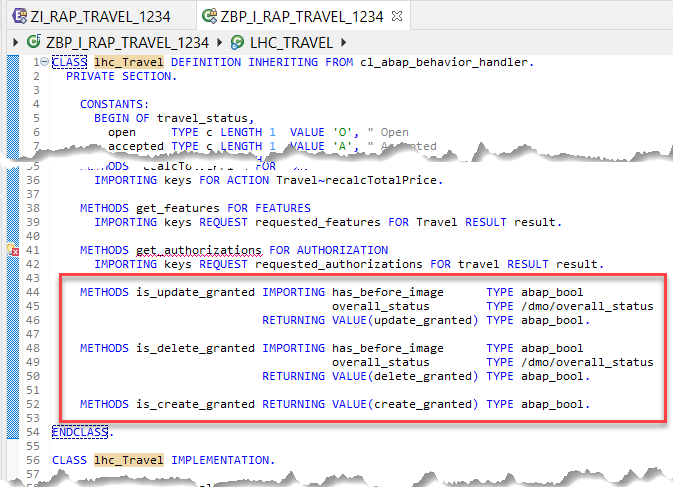 ZI_RAP_TRAVEL_1234 ZBP_I_RAP_TRAVEL_1234
ZBP_I_RAP_TRAVEL_1234 LHC_TRAVEL
1 CLASS lhc_Travel DEFINITION INHERITING FROM cl_abap_behavior_handler.
2 PRIVATE SECTION.
3
4 CONSTANTS:
5 BEGIN OF travel_status,
6 open TYPE c LENGTH 1 VALUE 'O', " Open
7 accepted TYPE c LENGTH 1 VALUE 'A', " Accepted
35 METHODS FOR
36 IMPORTING keys FOR ACTION Travel~recalcTotalPrice.
37
38 METHODS get_features FOR FEATURES
39 IMPORTING keys REQUEST requested_features FOR Travel RESULT result.
40
41 METHODS get_authorizations FOR AUTHORIZATION
42 IMPORTING keys REQUEST requested_authorizations FOR travel RESULT result.
43
44 METHODS is_update_granted IMPORTING has_before_image TYPE abap_bool
45 overall_status TYPE /dmo/overall_status
46 RETURNING VALUE(update_granted) TYPE abap_bool.
47
48 METHODS is_delete_granted IMPORTING has_before_image TYPE abap_bool
49 overall_status TYPE /dmo/overall_status
50 RETURNING VALUE(delete_granted) TYPE abap_bool.
51
52 METHODS is_create_granted RETURNING VALUE(create_granted) TYPE abap_bool.
53
54 ENDCLASS.
55
56 CLASS lhc_Travel IMPLEMENTATION.
57